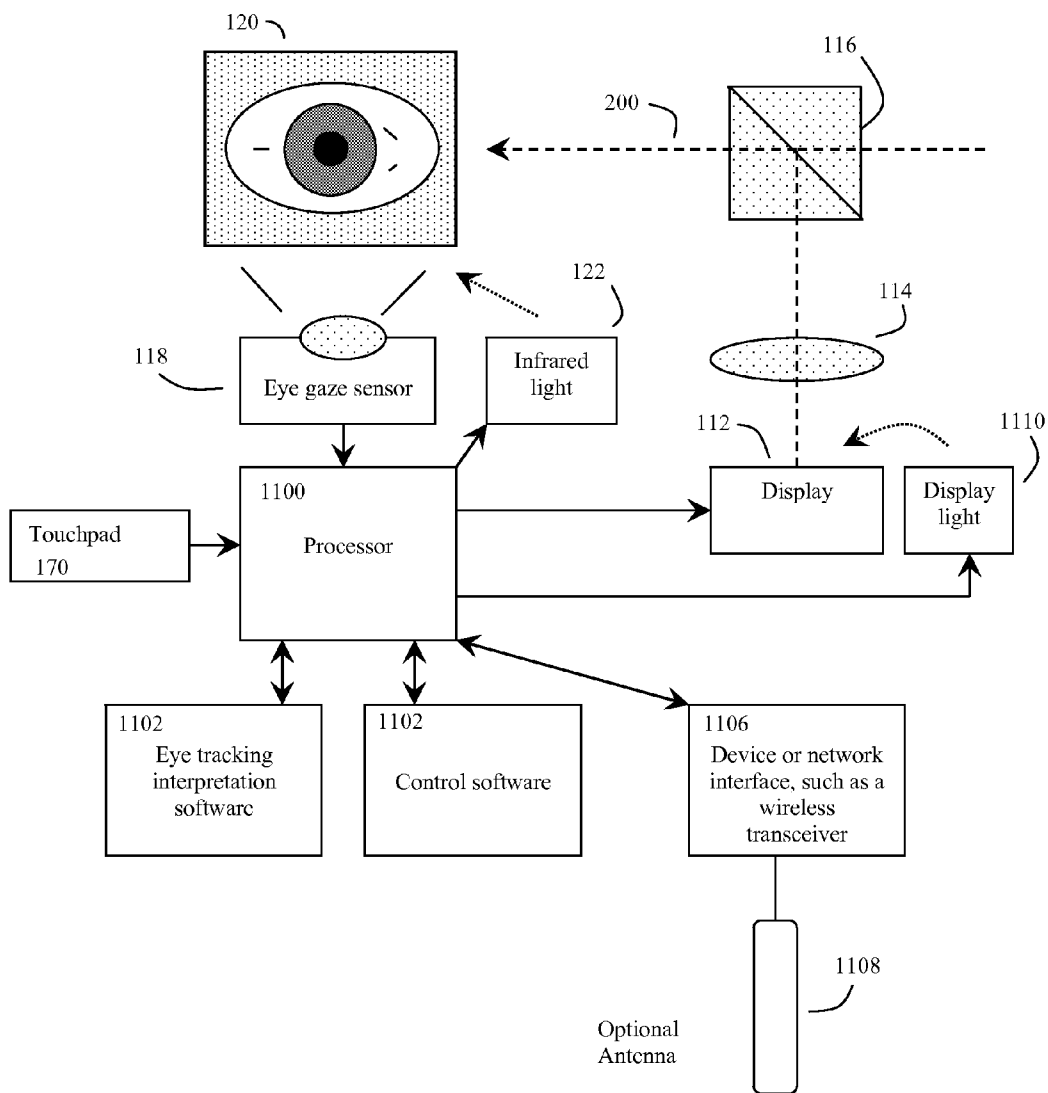 120
116
200
122
114
118
Eye gaze sensor
Infrared
light
112
1110
1100
Processor
Display
Display
light
Touchpad
170
1102
Eye tracking
interpretation
software
1102
Control software
1106
Device or network
interface, such as a
wireless
transceiver
1108
Optional
Antenna